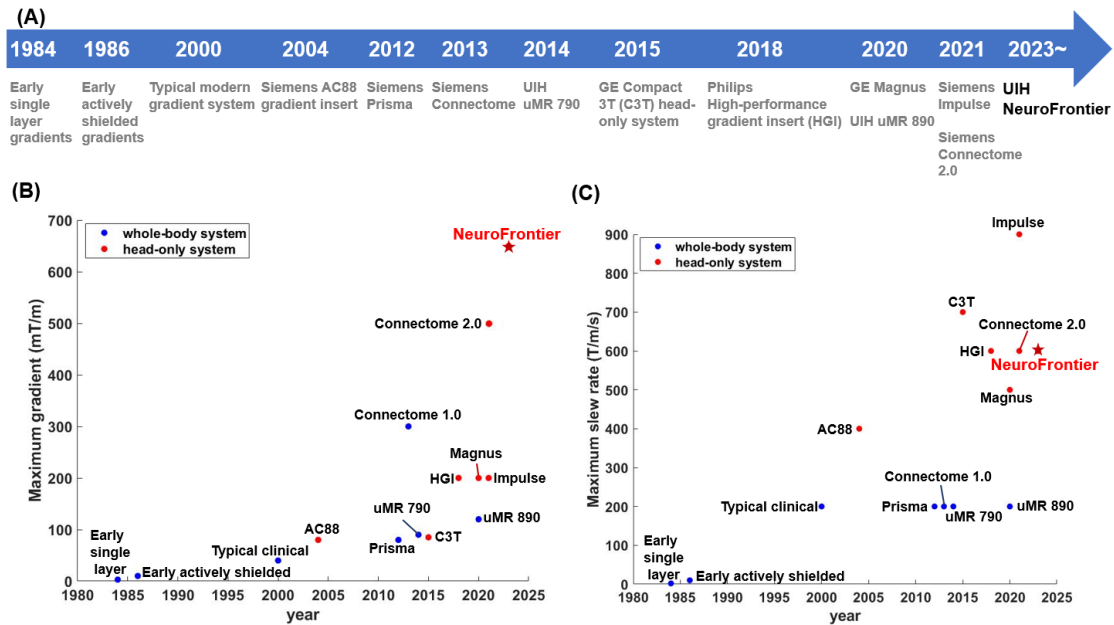 (A)
1984 1986 2000 2004 2012 2013 2014 2015 2018 2020 2021 2023~
Early
single
layer
gradients
Early
actively
shielded
gradients
Typical modern
gradient system
Siemens AC88
gradient insert
Siemens
Prisma
Siemens
Connectome
UIH
uMR 790
GE Compact
3T (C3T) head-
only system
Philips
High-performance
gradient insert (HGI)
GE Magnus
UIH uMR 890
Siemens
Impulse
Siemens
Connectome
2.0
UIH
NeuroFrontier
(B)
Maximum gradient (mT/m)
700
600
500
400
300
200
100
0
whole-body system
head-only system
NeuroFrontier
Connectome 2.0
Connectome 1.0
Magnus
HGI
Impulse
uMR 790
uMR 890
AC88
C3T
Prisma
Typical clinical
Early
single
layer
Early actively shielded
1980 1985 1990 1995 2000 2005 2010 2015 2020 2025
year
(C)
Maximum slew rate (T/m/s)
900
800
700
600
500
400
300
200
100
0
whole-body system
head-only system
Impulse
C3T
Connectome 2.0
HGI
NeuroFrontier
Magnus
AC88
Connectome 1.0
Typical clinical
Prisma
uMR 790
uMR 890
Early
single
layer
Early actively shielded
1980 1985 1990 1995 2000 2005 2010 2015 2020 2025
year